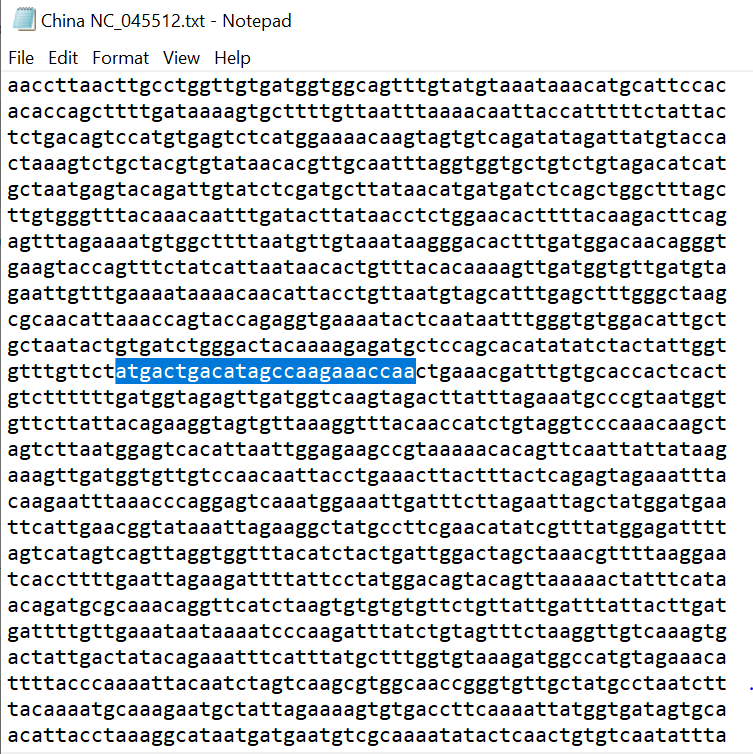 China NC_045512.txt - Notepad
File Edit Format View Help
aaccttaacttgcctggttgtgatggtggcagtttgtatgtaaataaacatgcattccac
acaccagcttttgataaaagtgcttttgttaatttaaaacaattaccatttttctattac
tctgacagtccatgtgagtctcatggaaaacaagtagtgtcagatatagattatgtacca
ctaaagtctgctacgtgtataacacgttgcaatttaggtggtgctgtctgtagacatcat
gctaatgagtacagattgtatctcgatgcttataacatgatgatctcagctggctttagc
ttgtgggtttacaaacaatttgatacttataacctctggaacacttttacaagacttcag
agtttagaaaatgtggcttttaatgttgtaaataagggacactttgatggacaacagggt
gaagtaccagtttctatcattaataacactgtttacacaaaagttgatggtgttgatgta
gaattgtttgaaaataaaacaacattacctgttaatgtagcatttgagctttgggctaag
cgcaacattaaaccagtaccagaggtgaaaatactcaataatttgggtgtggacattgct
gctaatactgtgatctgggactacaaaagagatgctccagcacatatatctactattggt
gtttgttctatgactgacatagccaagaaaccaactgaaacgatttgtgcaccactcact
gtcttttttgatggtagagttgatggtcaagtagacttatttagaaatgcccgtaatggt
gttcttattacagaaggtagtgttaaaggtttacaaccatctgtaggtcccaaacaagct
agtcttaatggagtcacattaattggagaagccgtaaaaacacagttcaattattataag
aaagttgatggtgttgtccaacaattacctgaaacttactttactcagagtagaaattta
caagaatttaaacccaggagtcaaatggaaattgatttcttagaattagctatggatgaa
ttcattgaacggtataaattagaaggctatgccttcgaacatatcgtttatggagatttt
agtcatagtcagttaggtggtttacatctactgattggactagctaaacgttttaaggaa
tcaccttttgaattagaagattttattcctatggacagtacagttaaaaactatttcata
acagatgcgcaaacaggttcatctaagtgtgtgtgttctgttattgatttattacttgat
gattttgttgaaataataaaatcccaagatttatctgtagtttctaaggttgtcaaagtg
actattgactatacagaaatttcatttatgctttggtgtaaagatggccatgtagaaaca
ttttacccaaaattacaatctagtcaagcgtggcaaccgggtgttgctatgcctaatctt
tacaaaatgcaaagaatgctattagaaaagtgtgaccttcaaaattatggtgatagtgca
acattacctaaaggcataatgatgaatgtcgcaaaatatactcaactgtgtcaatattta